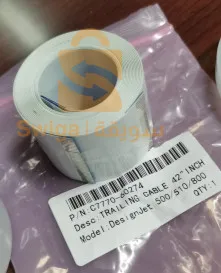 P/N.C7770-60274
Desc.TRAILING CABLE 42"INCH
Model:DesignJet 500/510/800
QTY:1